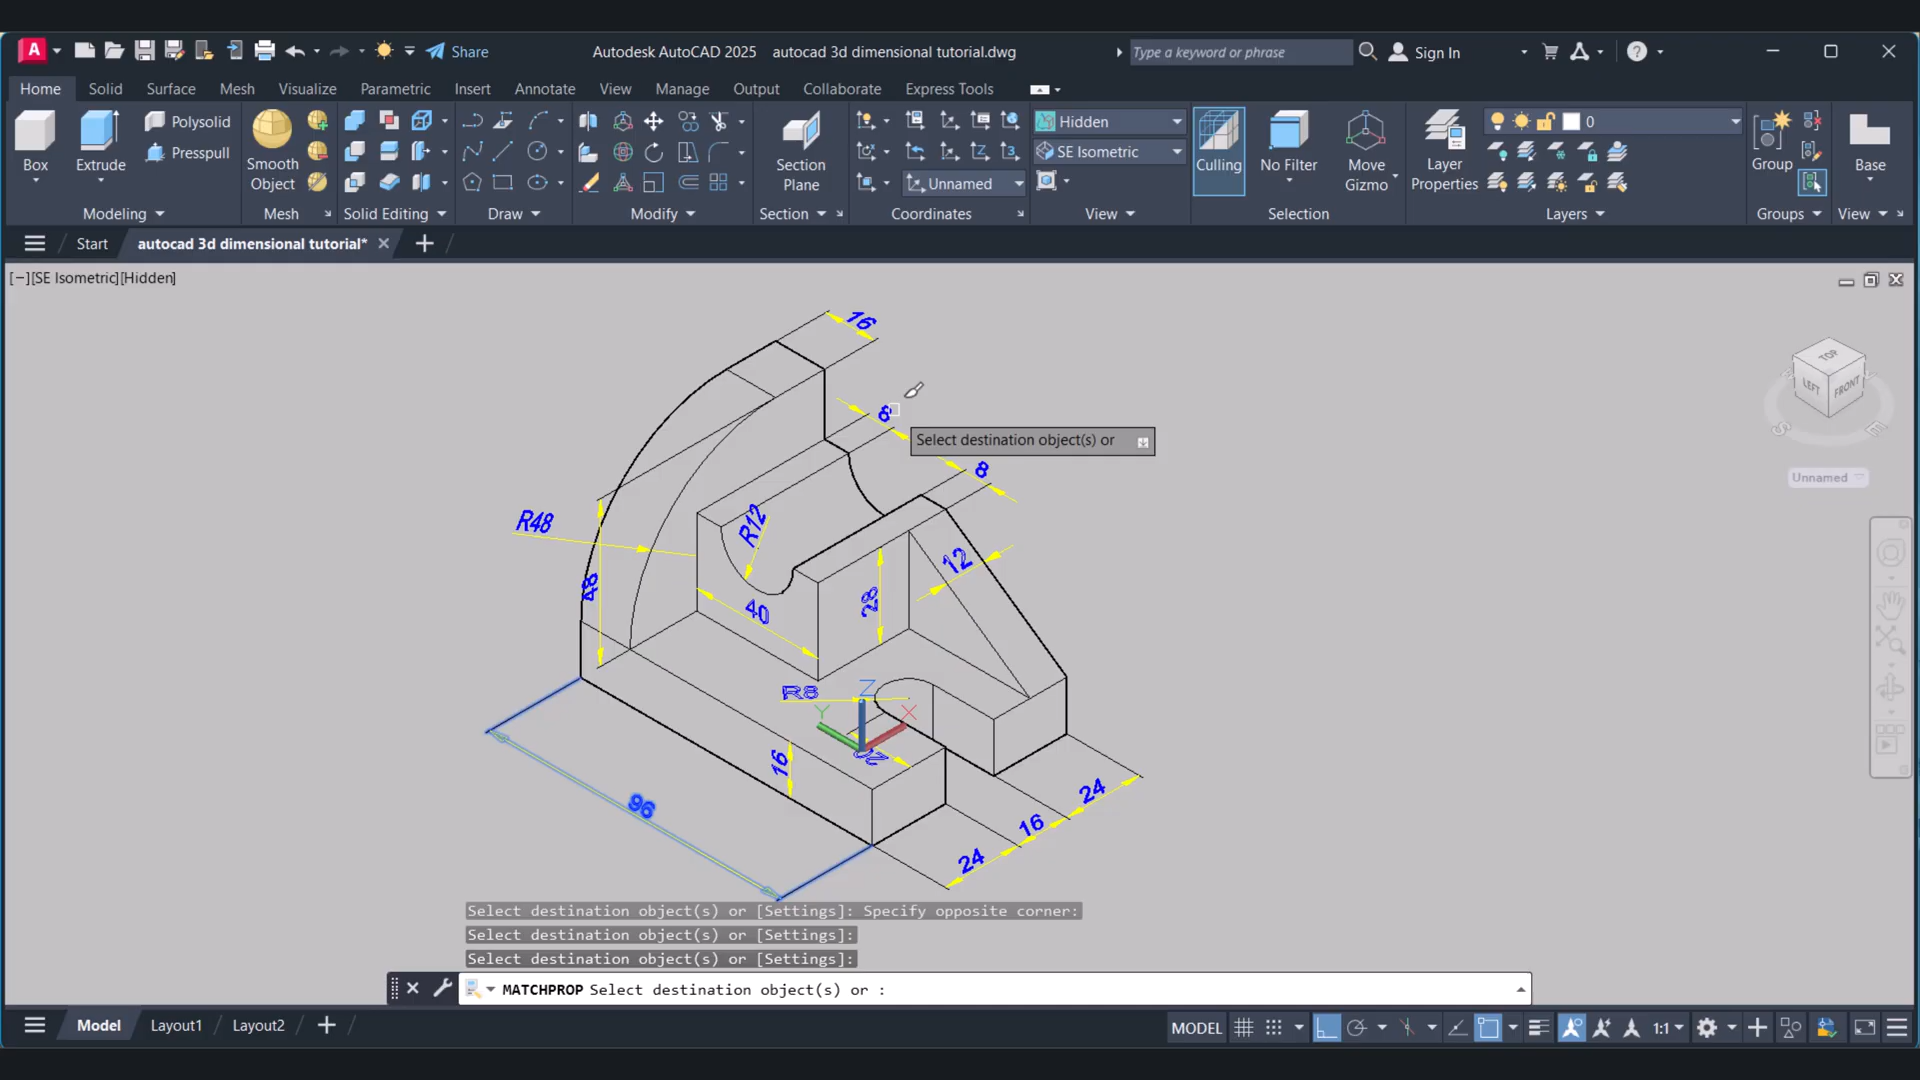 A
Share
Autodesk AutoCAD 2025 autocad 3d dimensional tutorial.dwg
Type a keyword or phrase
Sign In
Home Solid Surface Mesh Visualize Parametric Insert Annotate View Manage Output Collaborate Express Tools
Box
Extrude
Polysolid
Presspull
Modeling
Smooth
Object
Mesh
Solid Editing
Draw
Modify
Section
Plane
Section
Unnamed
Coordinates
Hidden
SE Isometric
View
Culling
No Filter
Move
Gizmo
Selection
Layer
Properties
0
Layers
Group
Groups
Base
View
Start
autocad 3d dimensional tutorial*
[−][SE Isometric][Hidden]
TOP
LEFT
FRONT
S
E
Unnamed
16
8
Select destination object(s) or
8
R48
R12
12
48
40
28
R8
Z
Y
X
20
16
96
24
16
24
Select destination object(s) or [Settings]: Specify opposite corner:
Select destination object(s) or [Settings]:
Select destination object(s) or [Settings]:
MATCHPROP Select destination object(s) or :
Model Layout1 Layout2
MODEL
1:1